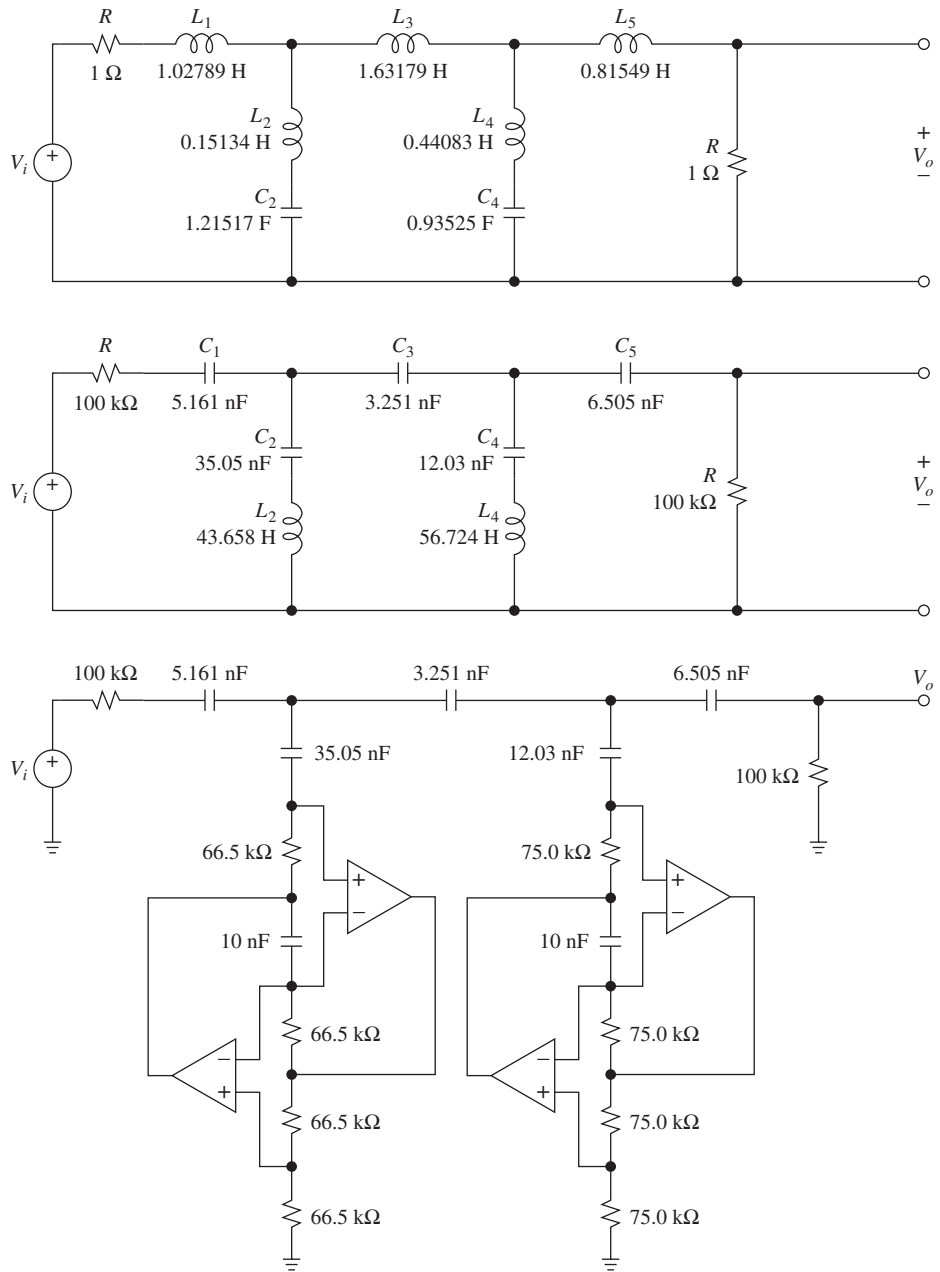 R L1 L3 L5
1 Ω 1.02789 H 1.63179 H 0.81549 H
L2 L4
0.15134 H 0.44083 H
Vi + R + Vo −
1 Ω
C2 C4
1.21517 F 0.93525 F
R C1 C3 C5
100 kΩ 5.161 nF 3.251 nF 6.505 nF
C2 C4
35.05 nF 12.03 nF
Vi + R + Vo −
100 kΩ
L2 L4
43.658 H 56.724 H
100 kΩ 5.161 nF 3.251 nF 6.505 nF Vo
35.05 nF 12.03 nF
Vi + 100 kΩ
66.5 kΩ 75.0 kΩ
+ +
− −
10 nF 10 nF
66.5 kΩ 75.0 kΩ
− −
+ +
66.5 kΩ 75.0 kΩ
66.5 kΩ 75.0 kΩ